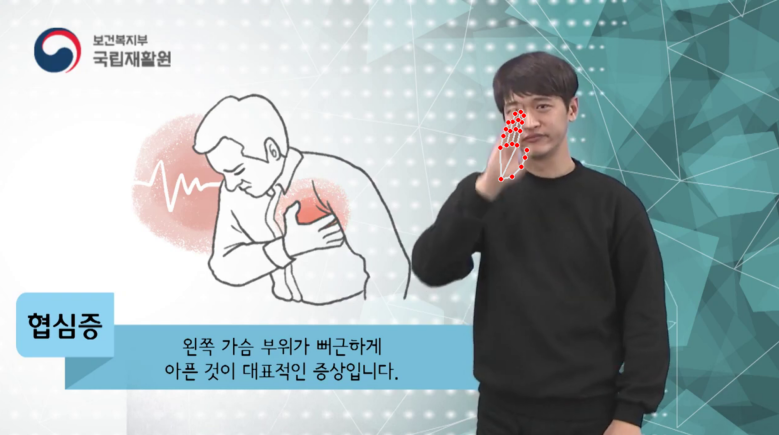 보건복지부
국립재활원
협심증
왼쪽 가슴 부위가 뻐근하게
아픈 것이 대표적인 증상입니다.